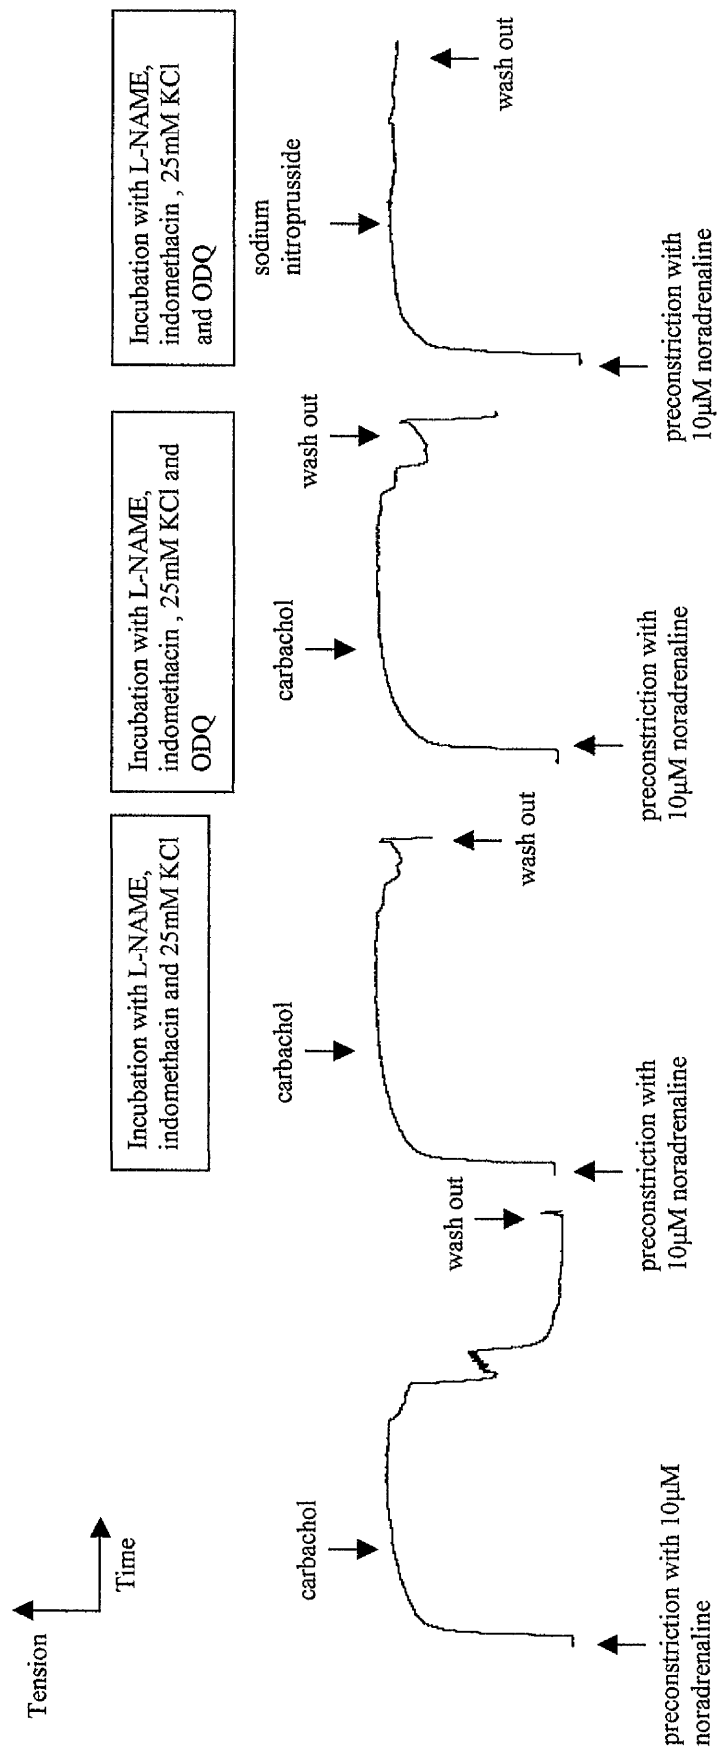 Tension
Time
carbachol
preconstriction with 10µM
noradrenaline
wash out
Incubation with L-NAME,
indomethacin and 25mM KCl
carbachol
preconstriction with
10µM noradrenaline
wash out
Incubation with L-NAME,
indomethacin , 25mM KCl and
ODQ
carbachol
preconstriction with
10µM noradrenaline
wash out
Incubation with L-NAME,
indomethacin , 25mM KCl
and ODQ
sodium
nitroprusside
preconstriction with
10µM noradrenaline
wash out